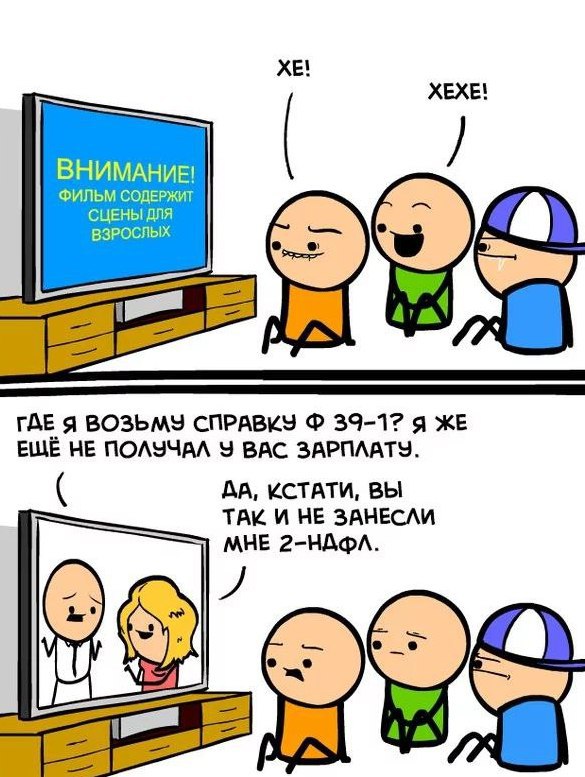 ХЕ!
ХЕХЕ!
ВНИМАНИЕ!
ФИЛЬМ СОДЕРЖИТ
СЦЕНЫ ДЛЯ
ВЗРОСЛЫХ
ГДЕ Я ВОЗЬМУ СПРАВКУ Ф 39-1? Я ЖЕ
ЕЩЁ НЕ ПОЛУЧАЛ У ВАС ЗАРПЛАТУ.
ДА, КСТАТИ, ВЫ
ТАК И НЕ ЗАНЕСЛИ
МНЕ 2-НДФЛ.